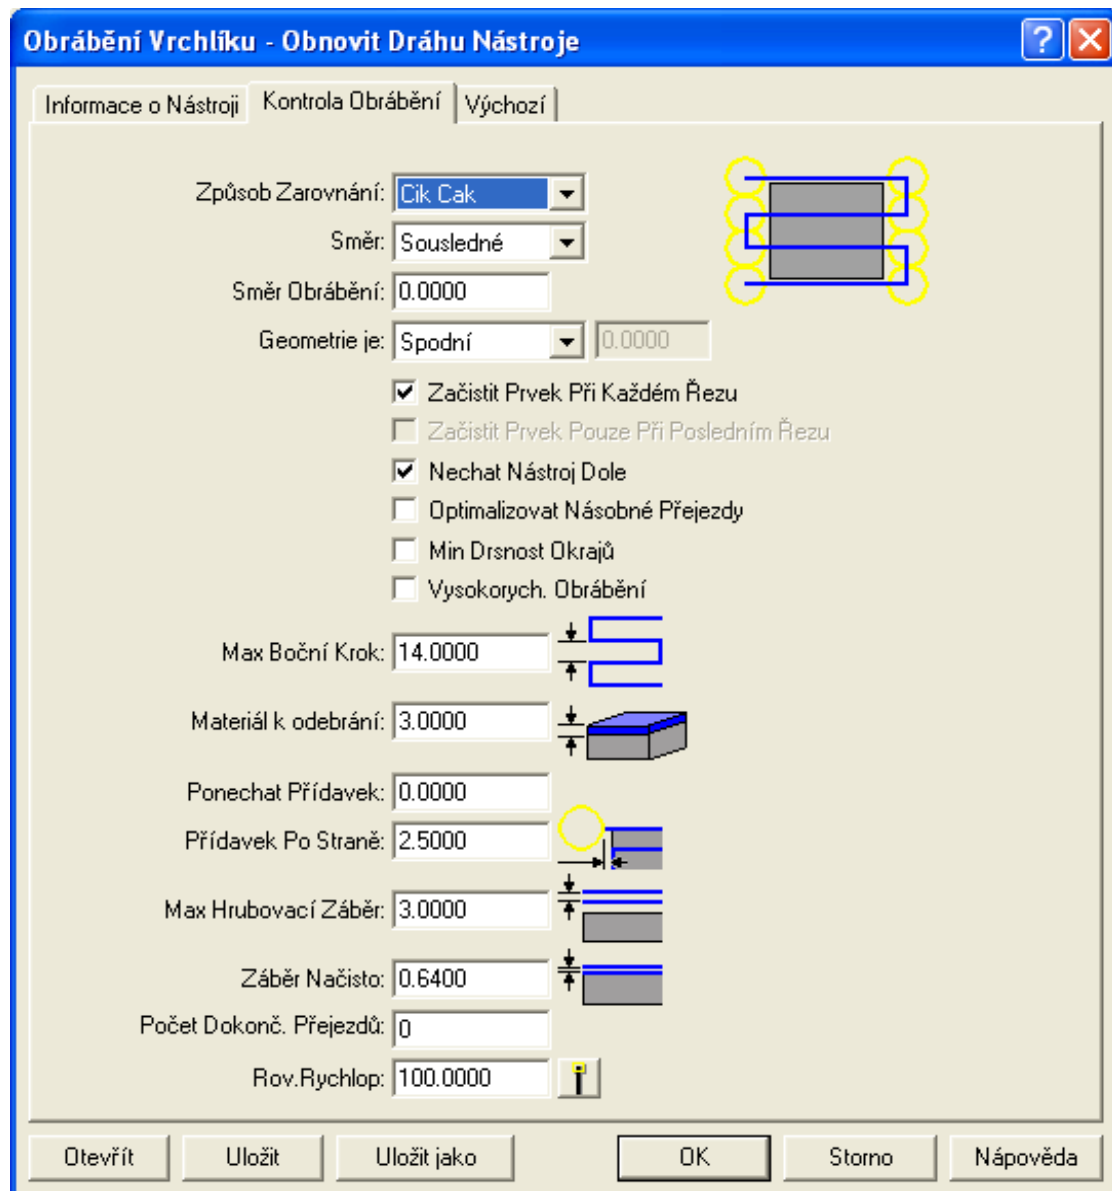 Obrábění Vrchlíku - Obnovit Dráhu Nástroje
Informace o Nástroji Kontrola Obrábění Výchozí
Způsob Zarovnání: Cik Cak
Směr: Sousledné
Směr Obrábění: 0.0000
Geometrie je: Spodní 0.0000
Začistit Prvek Při Každém Řezu
Začistit Prvek Pouze Při Posledním Řezu
Nechat Nástroj Dole
Optimalizovat Násobné Přejezdy
Min Drsnost Okrajů
Vysokorych. Obrábění
Max Boční Krok: 14.0000
Materiál k odebrání: 3.0000
Ponechat Přídavek: 0.0000
Přídavek Po Straně: 2.5000
Max Hrubovací Záběr: 3.0000
Záběr Načisto: 0.6400
Počet Dokonč. Přejezdů: 0
Rov.Rychlop: 100.0000
Otevřít Uložit Uložit jako OK Storno Nápověda